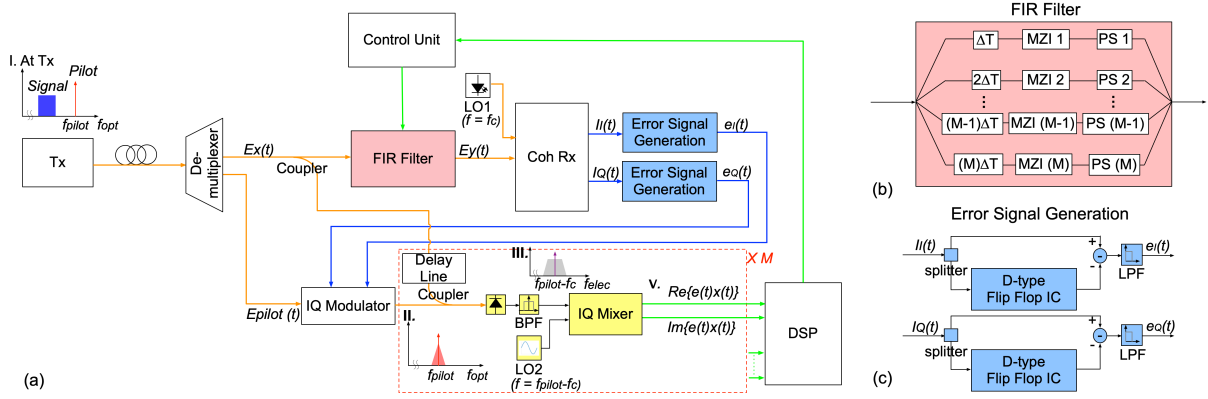 Control Unit
I. At Tx
Signal
Pilot
fpilot
fopt
Tx
De-
multiplexer
Ex(t)
Coupler
FIR Filter
Ey(t)
LO1
(f = fc)
Coh Rx
II(t)
IQ(t)
Error Signal
Generation
eI(t)
Error Signal
Generation
eQ(t)
Epilot (t)
IQ Modulator
Delay
Line
Coupler
II.
fpilot
fopt
III.
fpilot-fc
felec
BPF
LO2
(f = fpilot-fc)
IQ Mixer
V.
Re{e(t)x(t)}
Im{e(t)x(t)}
X M
DSP
(a)
FIR Filter
ΔT
MZI 1
PS 1
2ΔT
MZI 2
PS 2
(M-1)ΔT
MZI (M-1)
PS (M-1)
(M)ΔT
MZI (M)
PS (M)
(b)
Error Signal Generation
II(t)
splitter
D-type
Flip Flop IC
+
-
-
LPF
eI(t)
IQ(t)
splitter
D-type
Flip Flop IC
+
-
-
LPF
eQ(t)
(c)